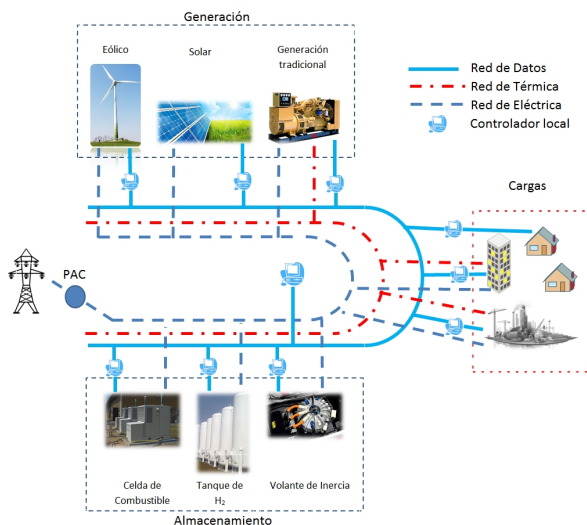 Generación
Eólico
Solar
Generación
tradicional
Red de Datos
Red de Térmica
Red de Eléctrica
Controlador local
Cargas
PAC
Celda de
Combustible
Tanque de
H₂
Volante de Inercia
Almacenamiento